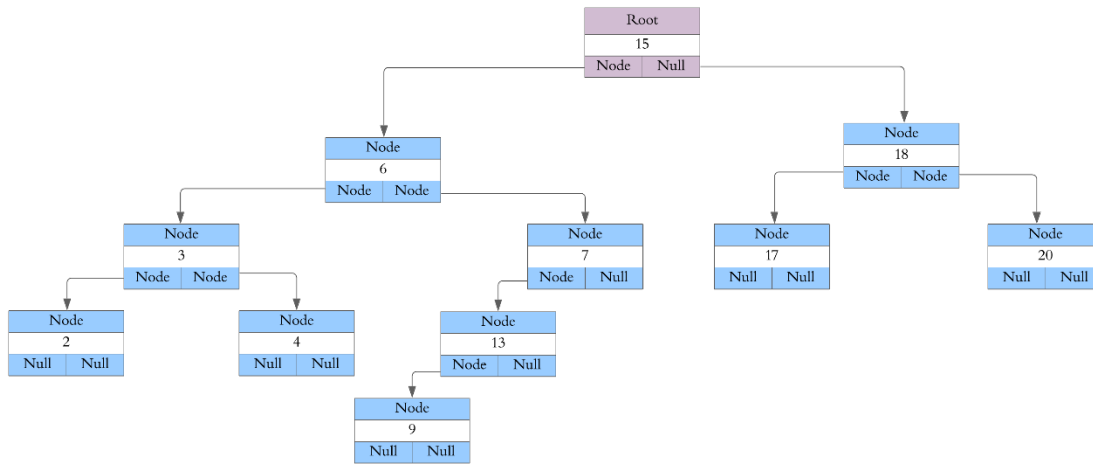 Root
15
Node Null
Node
6
Node Node
Node
18
Node Node
Node
3
Node Node
Node
7
Node Null
Node
17
Null Null
Node
20
Null Null
Node
2
Null Null
Node
4
Null Null
Node
13
Node Null
Node
9
Null Null